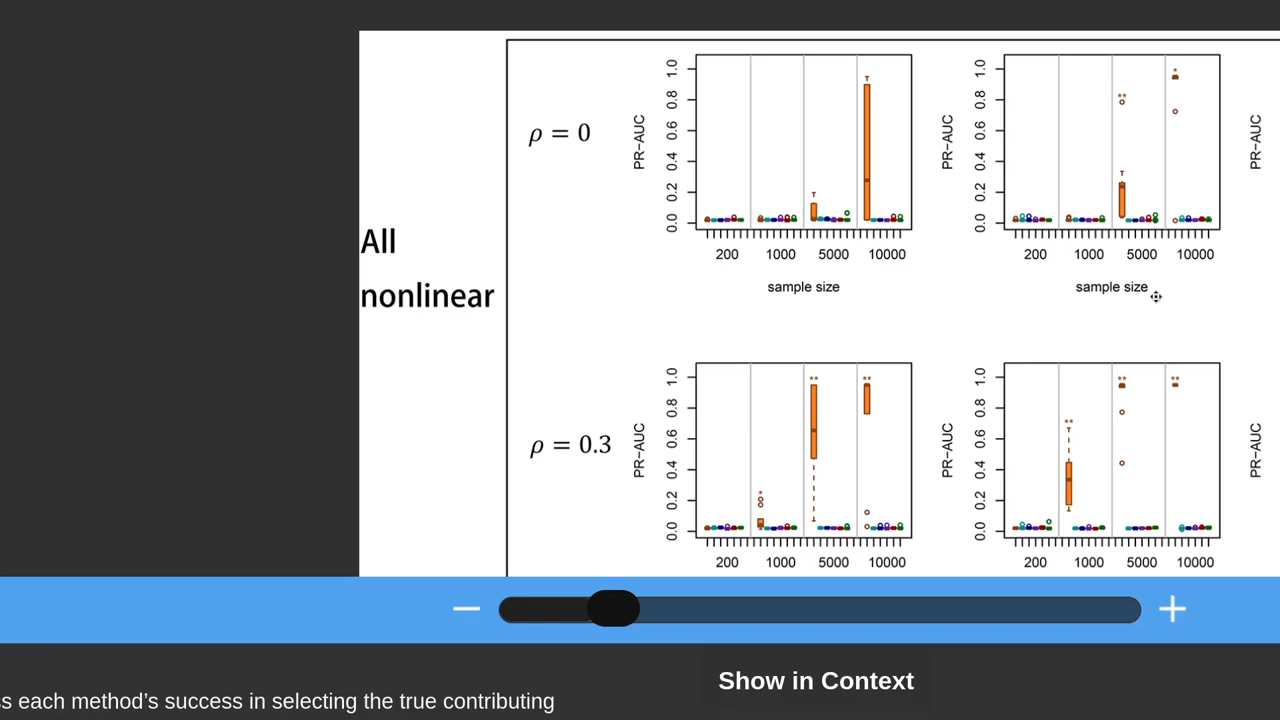 All
nonlinear
ρ = 0
PR−AUC
0.0 0.2 0.4 0.6 0.8 1.0
200 1000 5000 10000
sample size
PR−AUC
0.0 0.2 0.4 0.6 0.8 1.0
** *
200 1000 5000 10000
sample size
PR−AUC
ρ = 0.3
PR−AUC
0.0 0.2 0.4 0.6 0.8 1.0
* ** **
200 1000 5000 10000
PR−AUC
0.0 0.2 0.4 0.6 0.8 1.0
** ** **
200 1000 5000 10000
PR−AUC
s each method’s success in selecting the true contributing
Show in Context